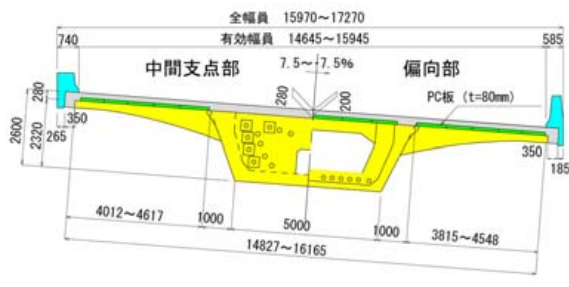 全幅員 15970～17270
740 有効幅員 14645～15945 585
中間支点部 7.5～-7.5% 偏向部
280 280 200 PC板 (t=80mm)
2600 2320 265 350 350 185
4012～4617 1000 5000 1000 3815～4548
14827～16165